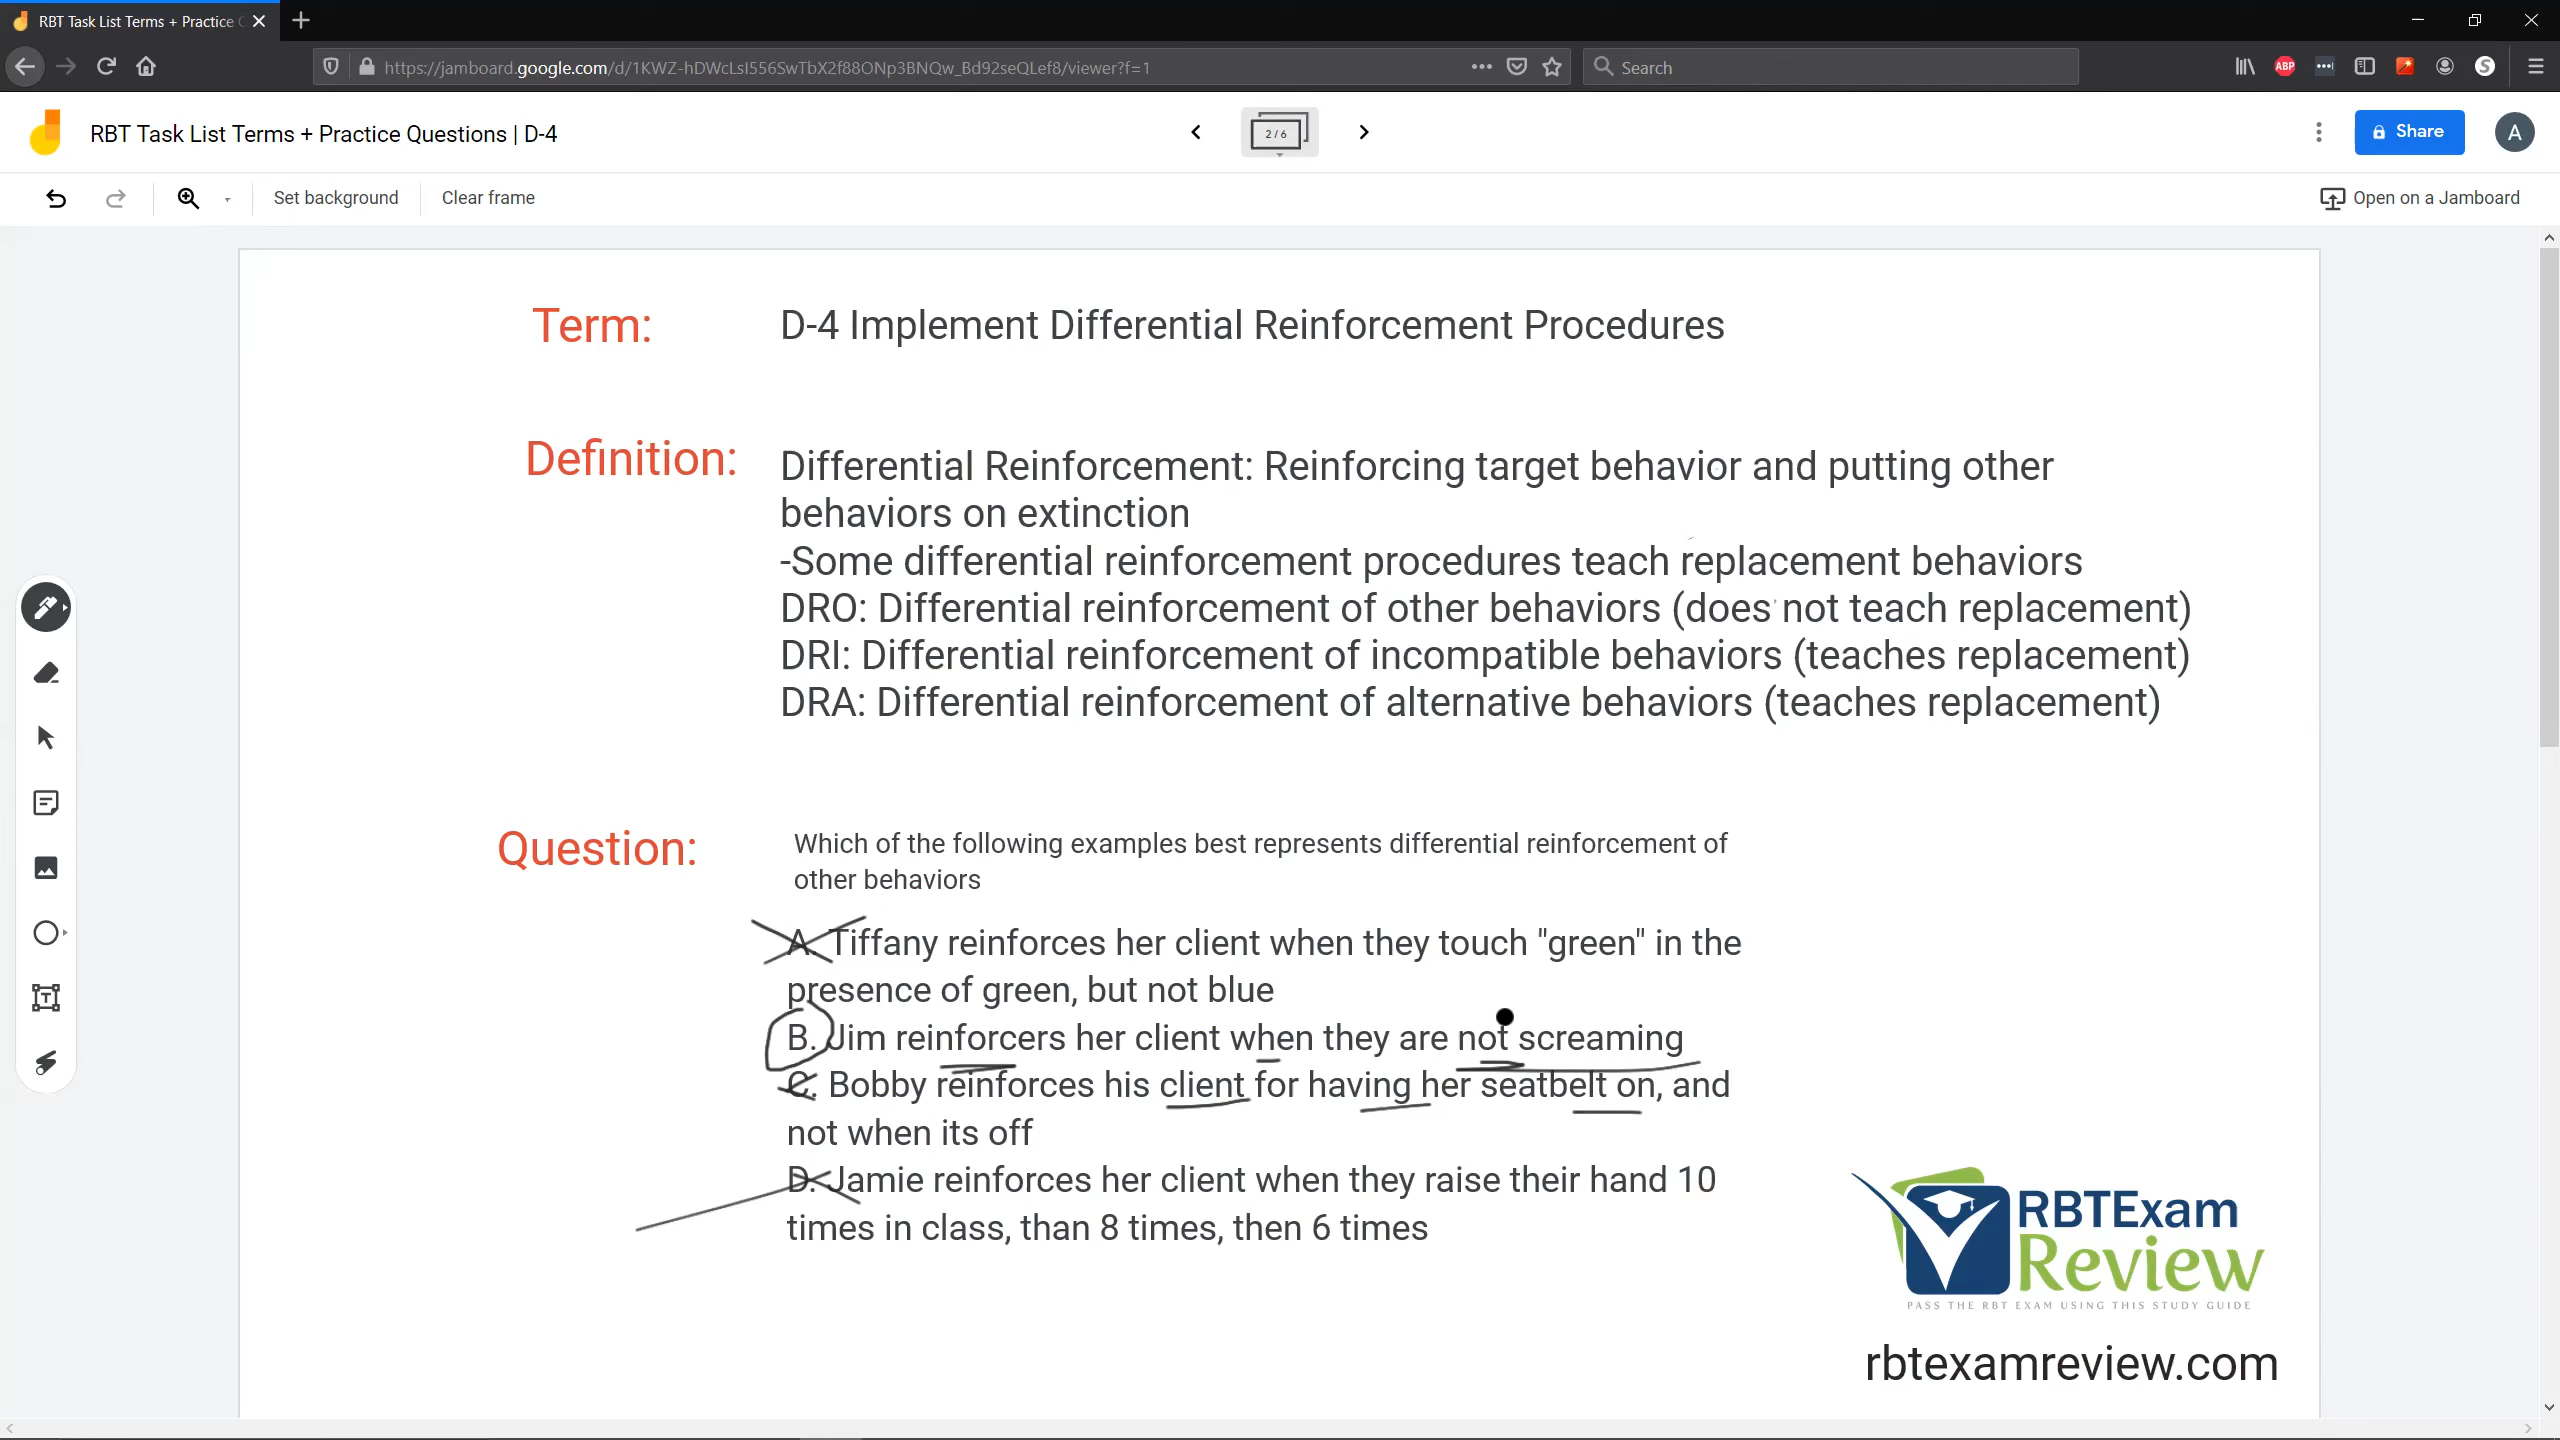 RBT Task List Terms + Practice
https://jamboard.google.com/d/1KWZ-hDWcLsI556SwTbX2f88ONp3BNQw_Bd92seQLef8/viewer?f=1
Search
ABP
S
RBT Task List Terms + Practice Questions | D-4
2 / 6
Share
A
Set background
Clear frame
Open on a Jamboard
Term:
D-4 Implement Differential Reinforcement Procedures
Definition:
Differential Reinforcement: Reinforcing target behavior and putting other
behaviors on extinction
-Some differential reinforcement procedures teach replacement behaviors
DRO: Differential reinforcement of other behaviors (does not teach replacement)
DRI: Differential reinforcement of incompatible behaviors (teaches replacement)
DRA: Differential reinforcement of alternative behaviors (teaches replacement)
Question:
Which of the following examples best represents differential reinforcement of
other behaviors
A. Tiffany reinforces her client when they touch "green" in the
presence of green, but not blue
B. Jim reinforcers her client when they are not screaming
C. Bobby reinforces his client for having her seatbelt on, and
not when its off
D. Jamie reinforces her client when they raise their hand 10
times in class, than 8 times, then 6 times
RBTExam
Review
PASS THE RBT EXAM USING THIS STUDY GUIDE
rbtexamreview.com